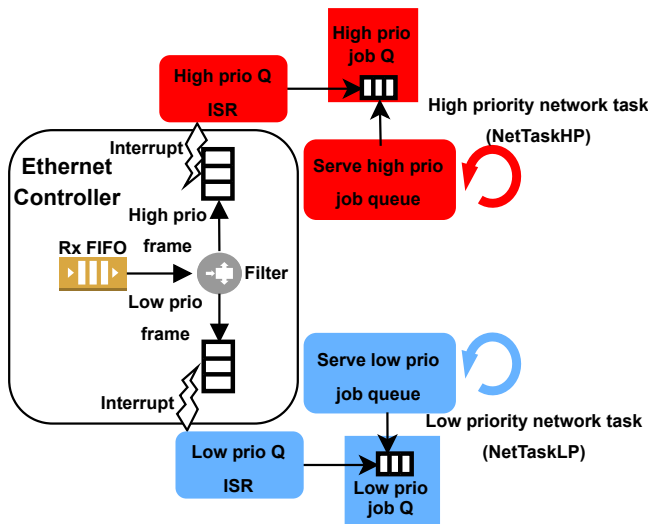 High prio
job Q
High prio Q
ISR
High priority network task
(NetTaskHP)
Interrupt
Ethernet
Controller
Serve high prio
job queue
High prio
frame
Rx FIFO
Filter
Low prio
frame
Serve low prio
job queue
Interrupt
Low priority network task
(NetTaskLP)
Low prio Q
ISR
Low prio
job Q